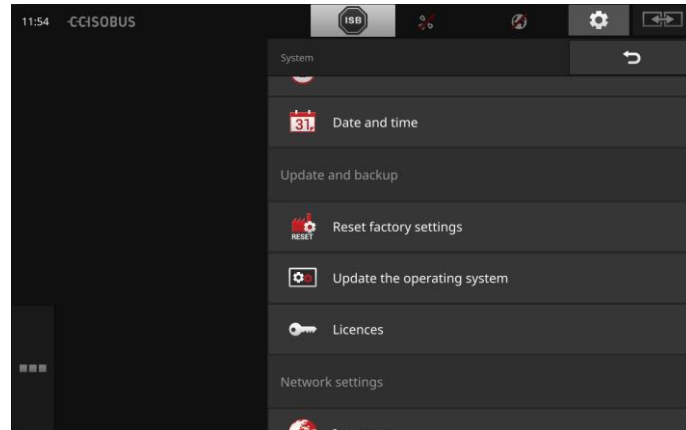 11:54 CCISOBUS
ISB
System
31
Date and time
Update and backup
RESET
Reset factory settings
Update the operating system
Licences
Network settings